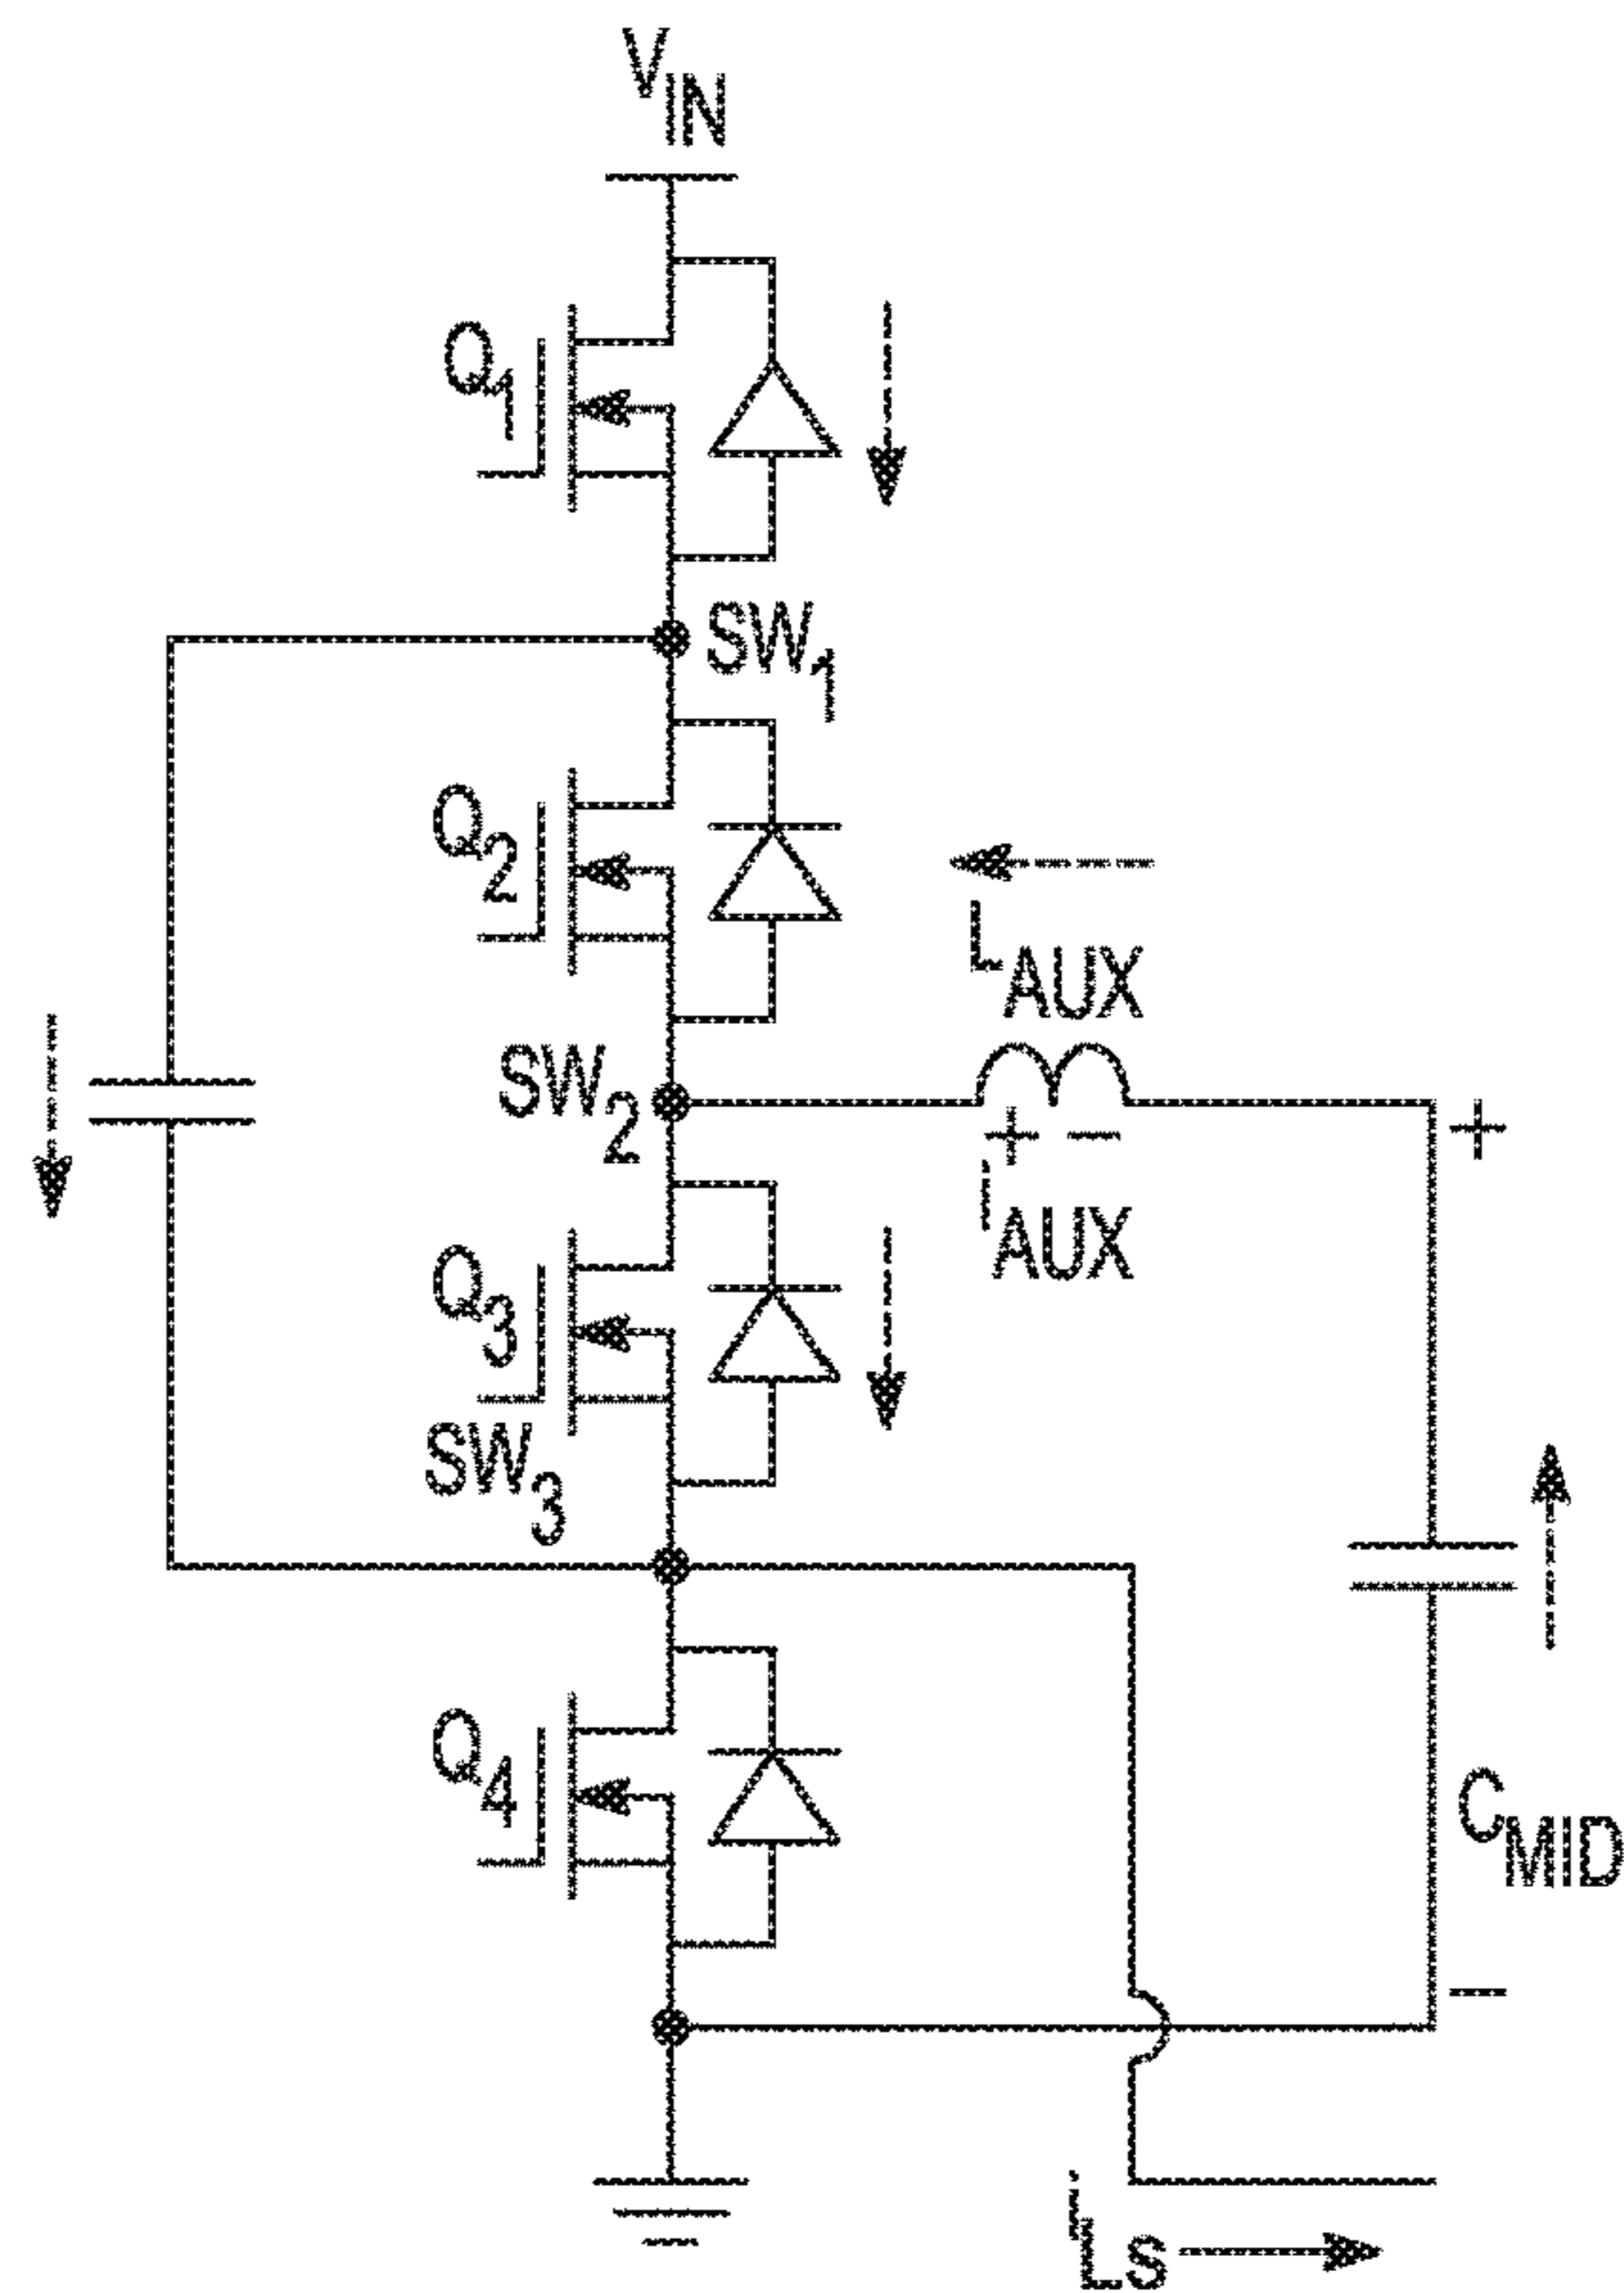 VIN
Q1
SW1
Q2
LAUX
SW2
+ −
+
iAUX
Q3
SW3
Q4
CMID
−
iLS